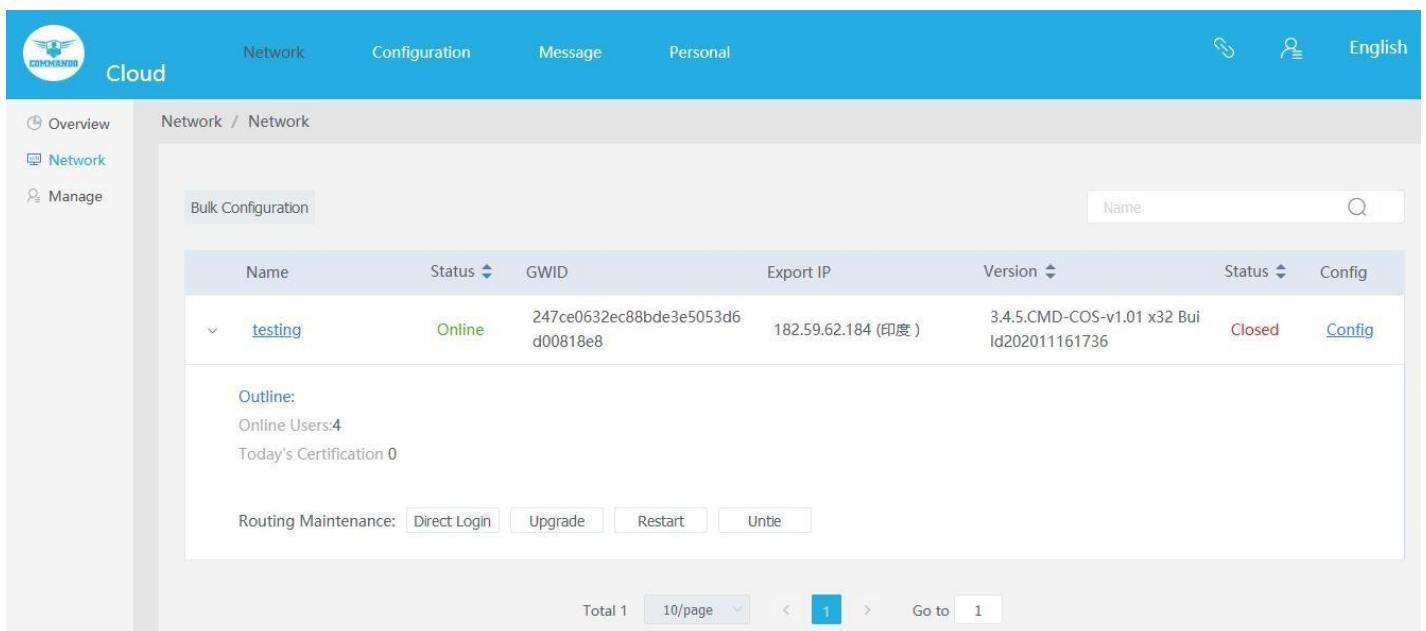 COMMANDO
Cloud
Network Configuration Message Personal English
Overview
Network / Network
Network
Manage
Bulk Configuration Name
Name Status GWID Export IP Version Status Config
testing Online 247ce0632ec88bde3e5053d6 182.59.62.184 (印度 ) 3.4.5.CMD-COS-v1.01 x32 Bui Closed Config
d00818e8 ld202011161736
Outline:
Online Users:4
Today's Certification 0
Routing Maintenance: Direct Login Upgrade Restart Untie
Total 1 10/page < 1 > Go to 1